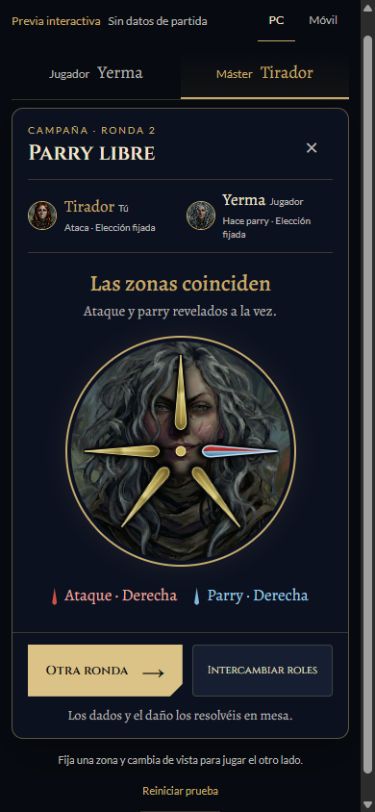 Previa interactiva Sin datos de partida PC Móvil
Jugador Yerma Máster Tirador
CAMPAÑA · RONDA 2
PARRY LIBRE ×
Tirador Tú Yerma Jugador
Ataca · Elección fijada Hace parry · Elección
fijada
Las zonas coinciden
Ataque y parry revelados a la vez.
Ataque · Derecha Parry · Derecha
OTRA RONDA → INTERCAMBIAR ROLES
Los dados y el daño los resolvéis en mesa.
Fija una zona y cambia de vista para jugar el otro lado.
Reiniciar prueba